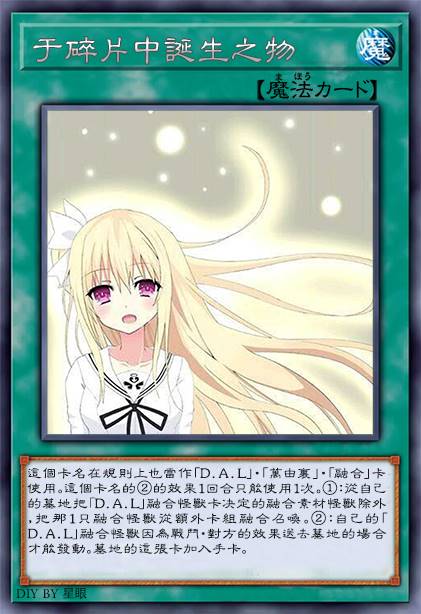 于碎片中誕生之物
魔
【魔法カード】
ま ほう
這個卡名在規則上也當作「D.A.L」・「萬由裏」・「融合」卡
使用。這個卡名的②的效果1回合只能使用1次。①：從自己
的墓地把「D.A.L」融合怪獸卡決定的融合素材怪獸除外
，把那1只融合怪獸從額外卡組融合召喚。②：自己的「
D.A.L」融合怪獸因為戰鬥・對方的效果送去墓地的場合
才能發動。墓地的這張卡加入手卡。
DIY BY 星眼